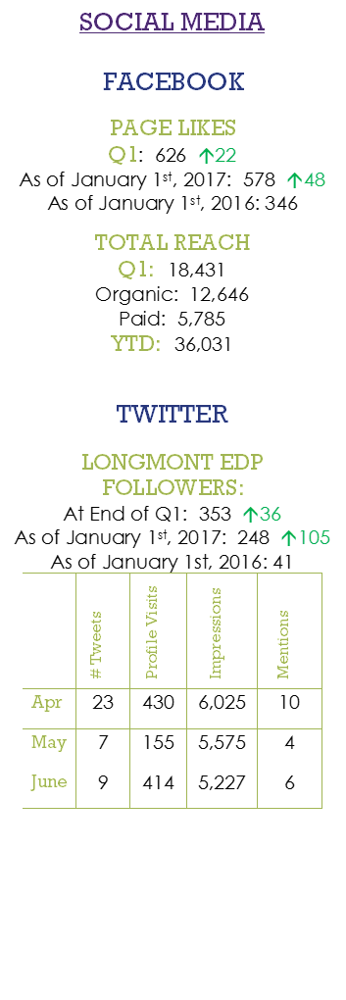 SOCIAL MEDIA
FACEBOOK
PAGE LIKES
Q1: 626 ↑22
As of January 1st, 2017: 578 ↑48
As of January 1st, 2016: 346
TOTAL REACH
Q1: 18,431
Organic: 12,646
Paid: 5,785
YTD: 36,031
TWITTER
LONGMONT EDP
FOLLOWERS:
At End of Q1: 353 ↑36
As of January 1st, 2017: 248 ↑105
As of January 1st, 2016: 41
# Tweets Profile Visits Impressions Mentions
Apr 23 430 6,025 10
May 7 155 5,575 4
June 9 414 5,227 6